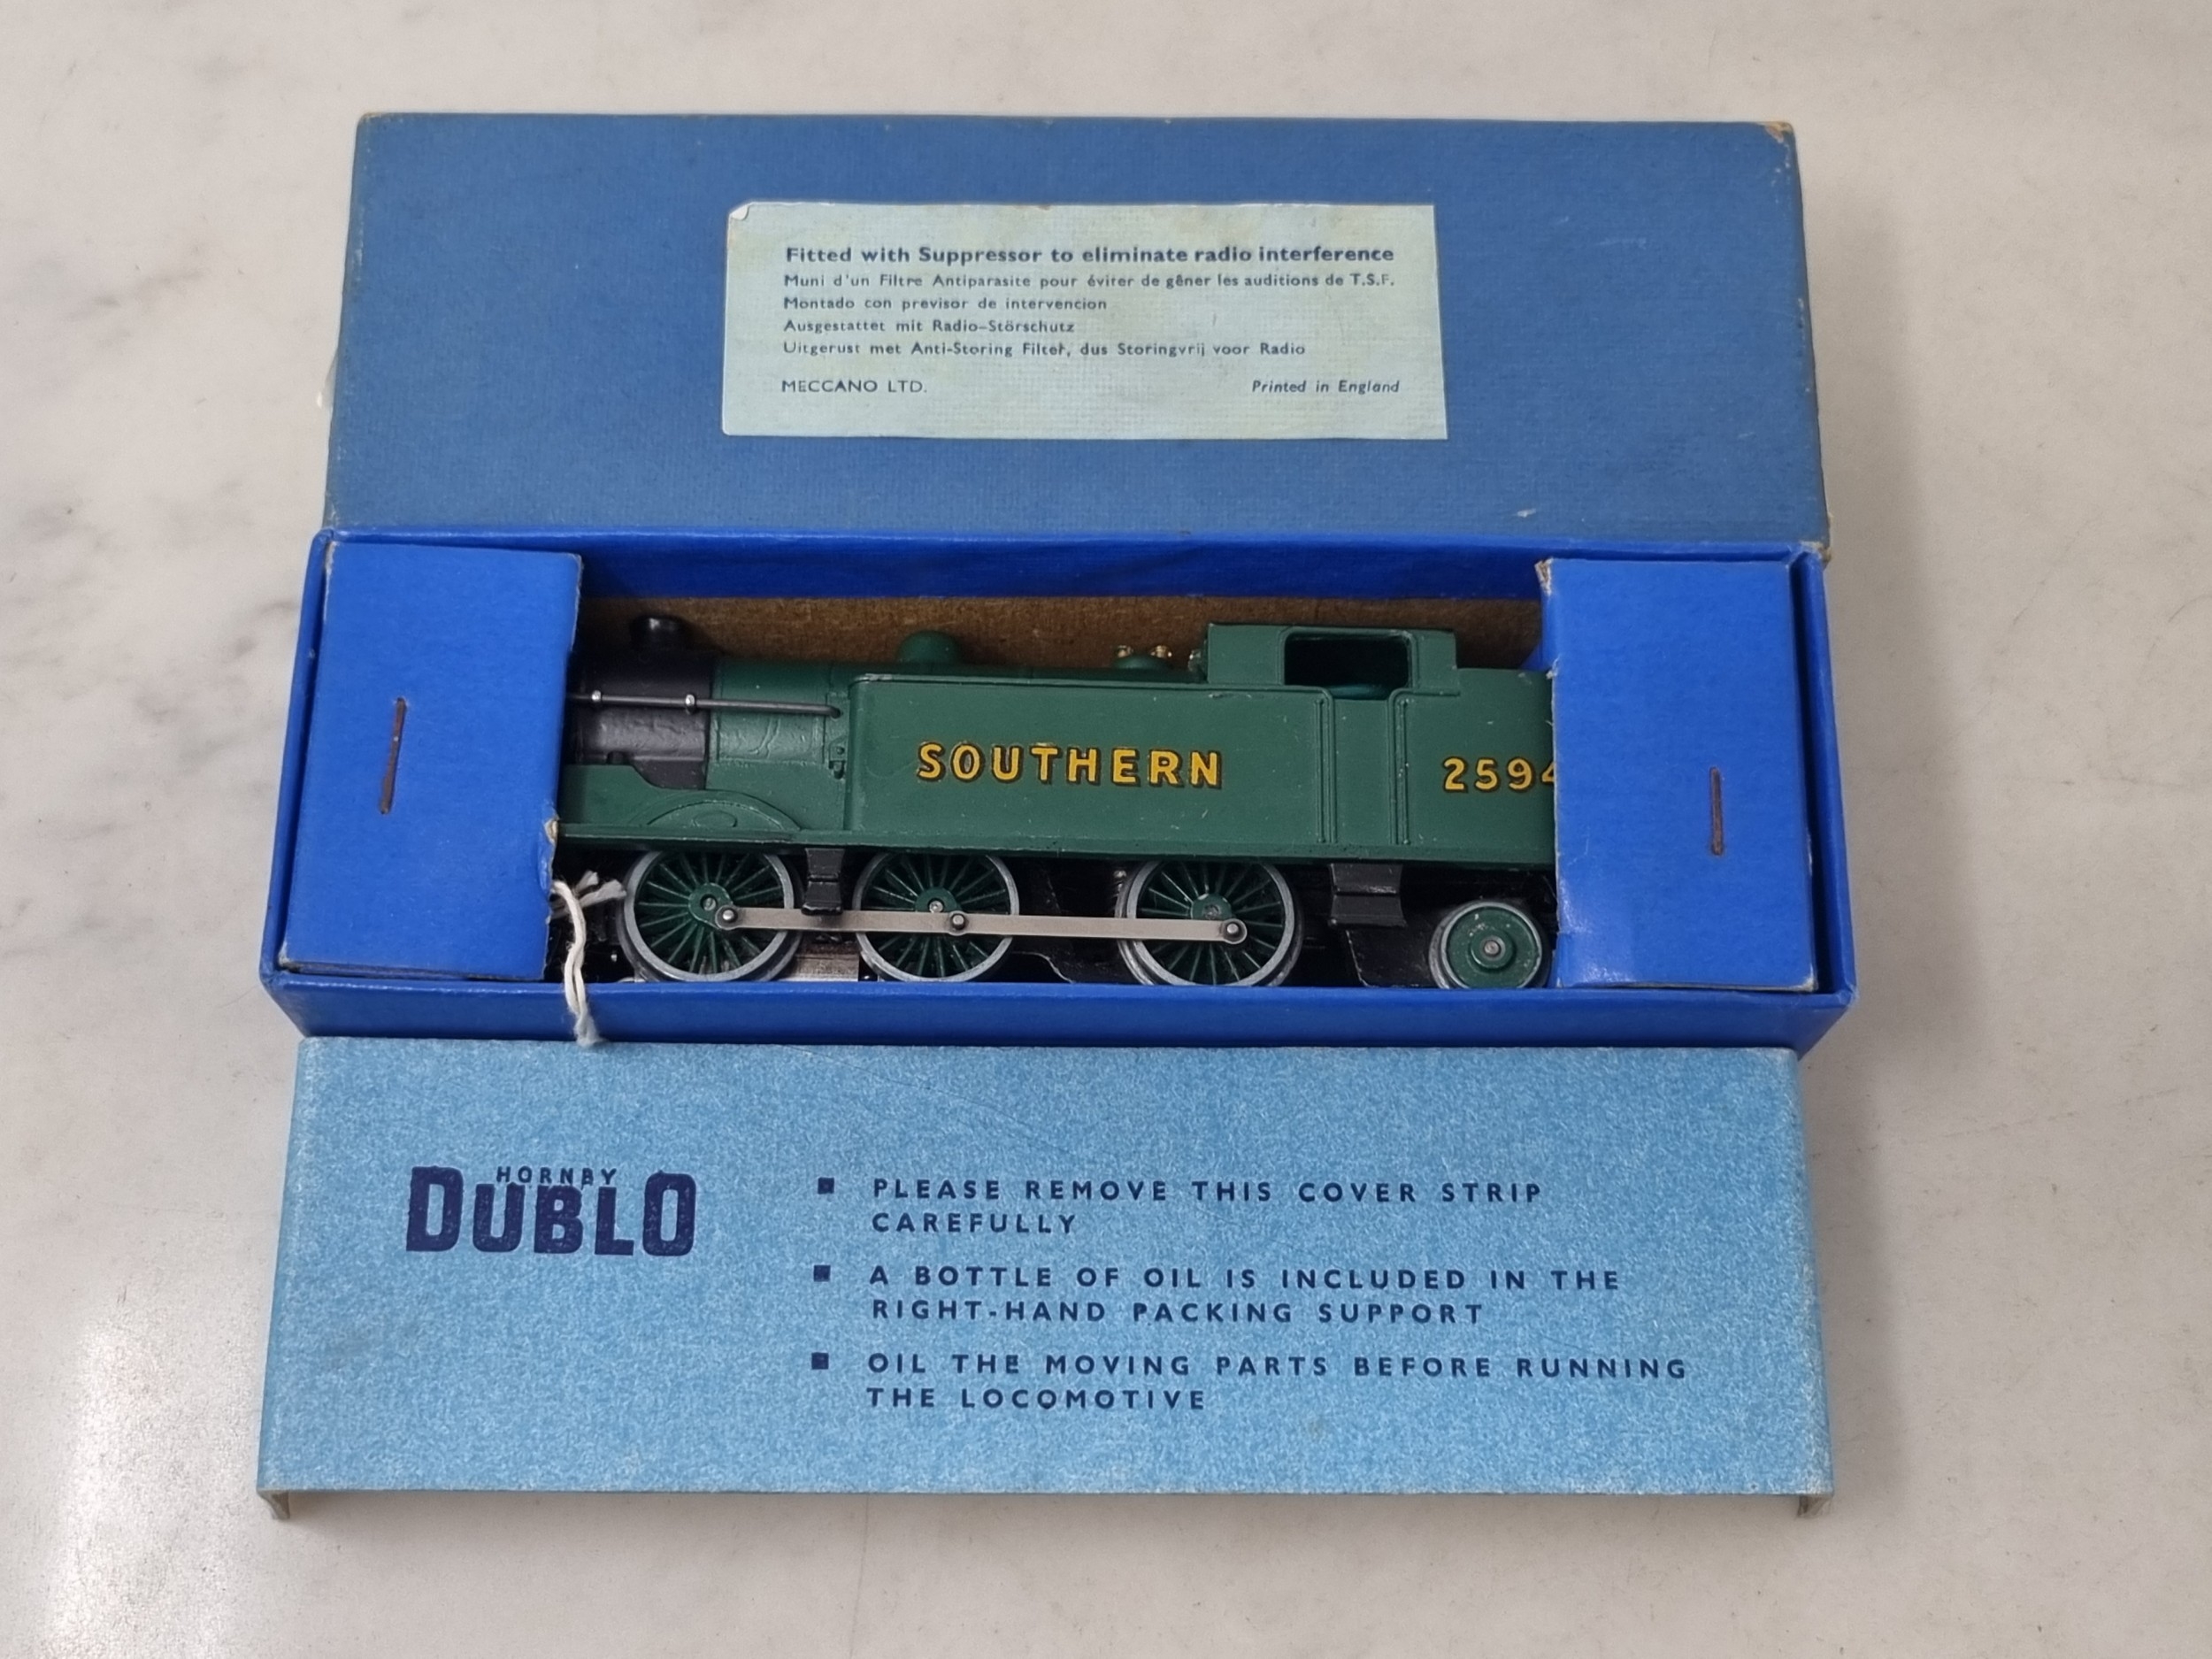 Fitted with Suppressor to eliminate radio interference
Muni d'un Filtre Antiparasite pour éviter de gêner les auditions de T.S.F.
Montado con previsor de intervencion
Ausgestattet mit Radio-Störschutz
Uitgerust met Anti-Storing Filter, dus Storingvrij voor Radio
MECCANO LTD. Printed in England
SOUTHERN 2594
HORNBY
DUBLO
■ PLEASE REMOVE THIS COVER STRIP
CAREFULLY
■ A BOTTLE OF OIL IS INCLUDED IN THE
RIGHT-HAND PACKING SUPPORT
■ OIL THE MOVING PARTS BEFORE RUNNING
THE LOCOMOTIVE